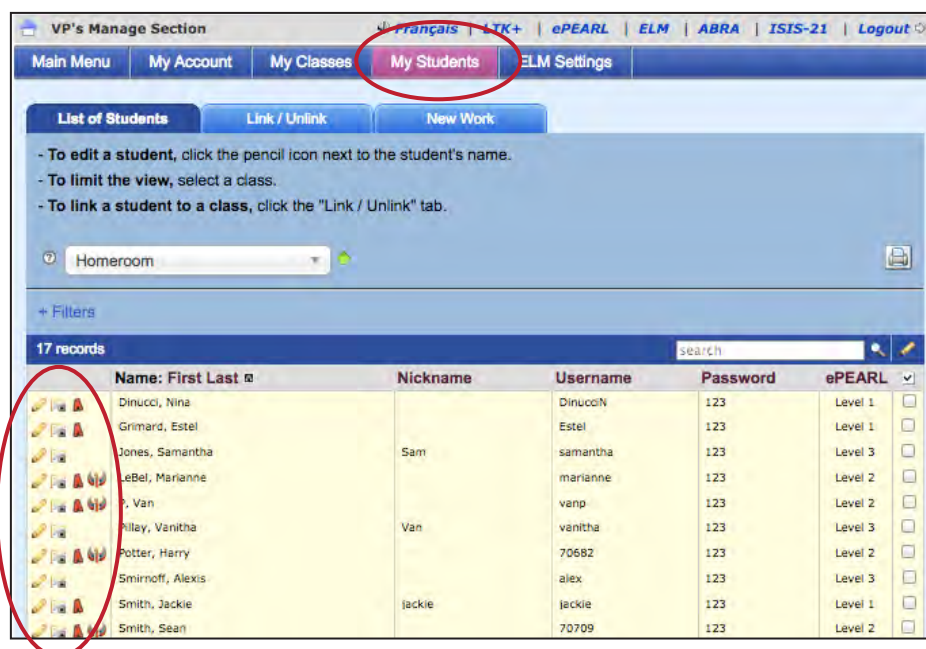 VP's Manage Section Français | LTK+ | ePEARL | ELM | ABRA | ISIS-21 | Logout
Main Menu My Account My Classes My Students ELM Settings
List of Students Link / Unlink New Work
- To edit a student, click the pencil icon next to the student's name.
- To limit the view, select a class.
- To link a student to a class, click the "Link / Unlink" tab.
? Homeroom
+ Filters
17 records search
Name: First Last Nickname Username Password ePEARL
Dinucci, Nina DinucciN 123 Level 1
Grimard, Estel Estel 123 Level 1
Jones, Samantha Sam samantha 123 Level 3
LeBel, Marianne marianne 123 Level 2
P, Van vanp 123 Level 2
Pillay, Vanitha Van vanitha 123 Level 3
Potter, Harry 70682 123 Level 2
Smirnoff, Alexis alex 123 Level 3
Smith, Jackie jackie jackie 123 Level 1
Smith, Sean 70709 123 Level 2